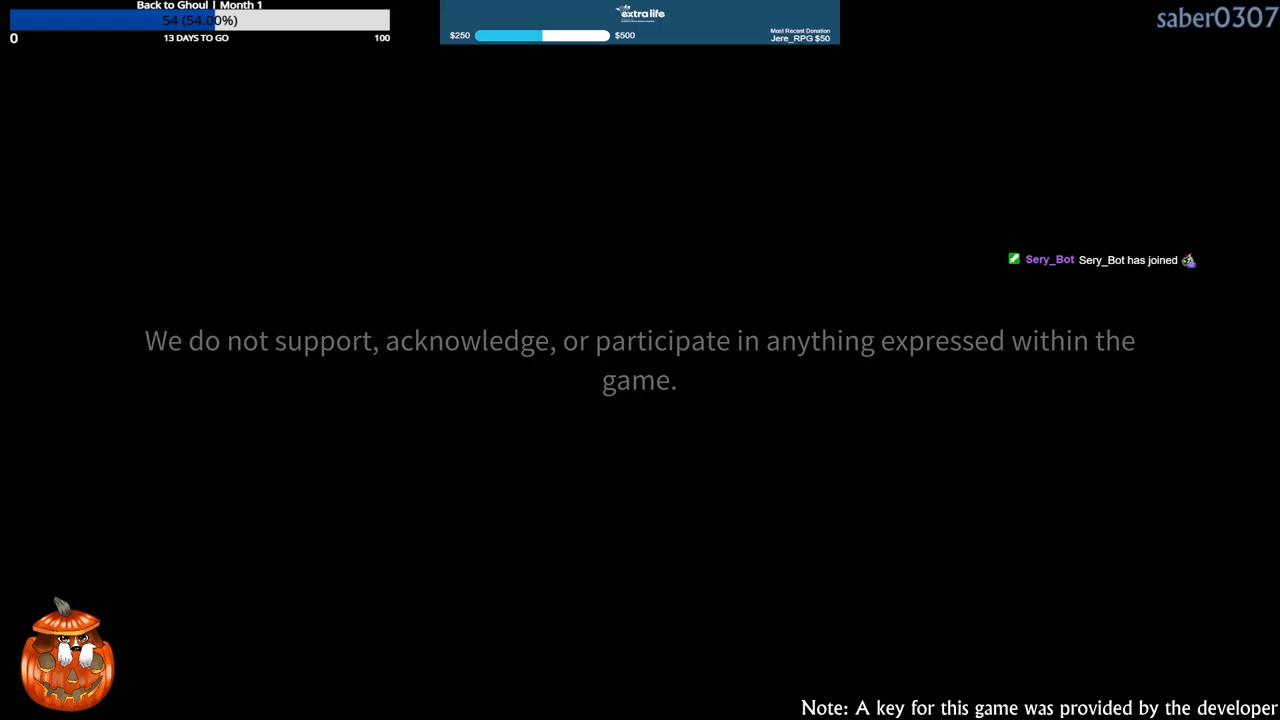 Back to Ghoul | Month 1
54 (54.00%)
0
13 DAYS TO GO
100
extra life
$250
$500
Most Recent Donation
Jere_RPG $50
saber0307
Sery_Bot Sery_Bot has joined
We do not support, acknowledge, or participate in anything expressed within the
game.
Note: A key for this game was provided by the developer